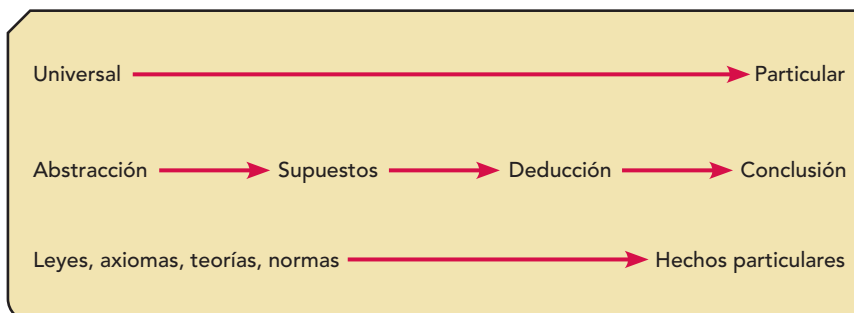 Universal Particular
Abstracción Supuestos Deducción Conclusión
Leyes, axiomas, teorías, normas Hechos particulares